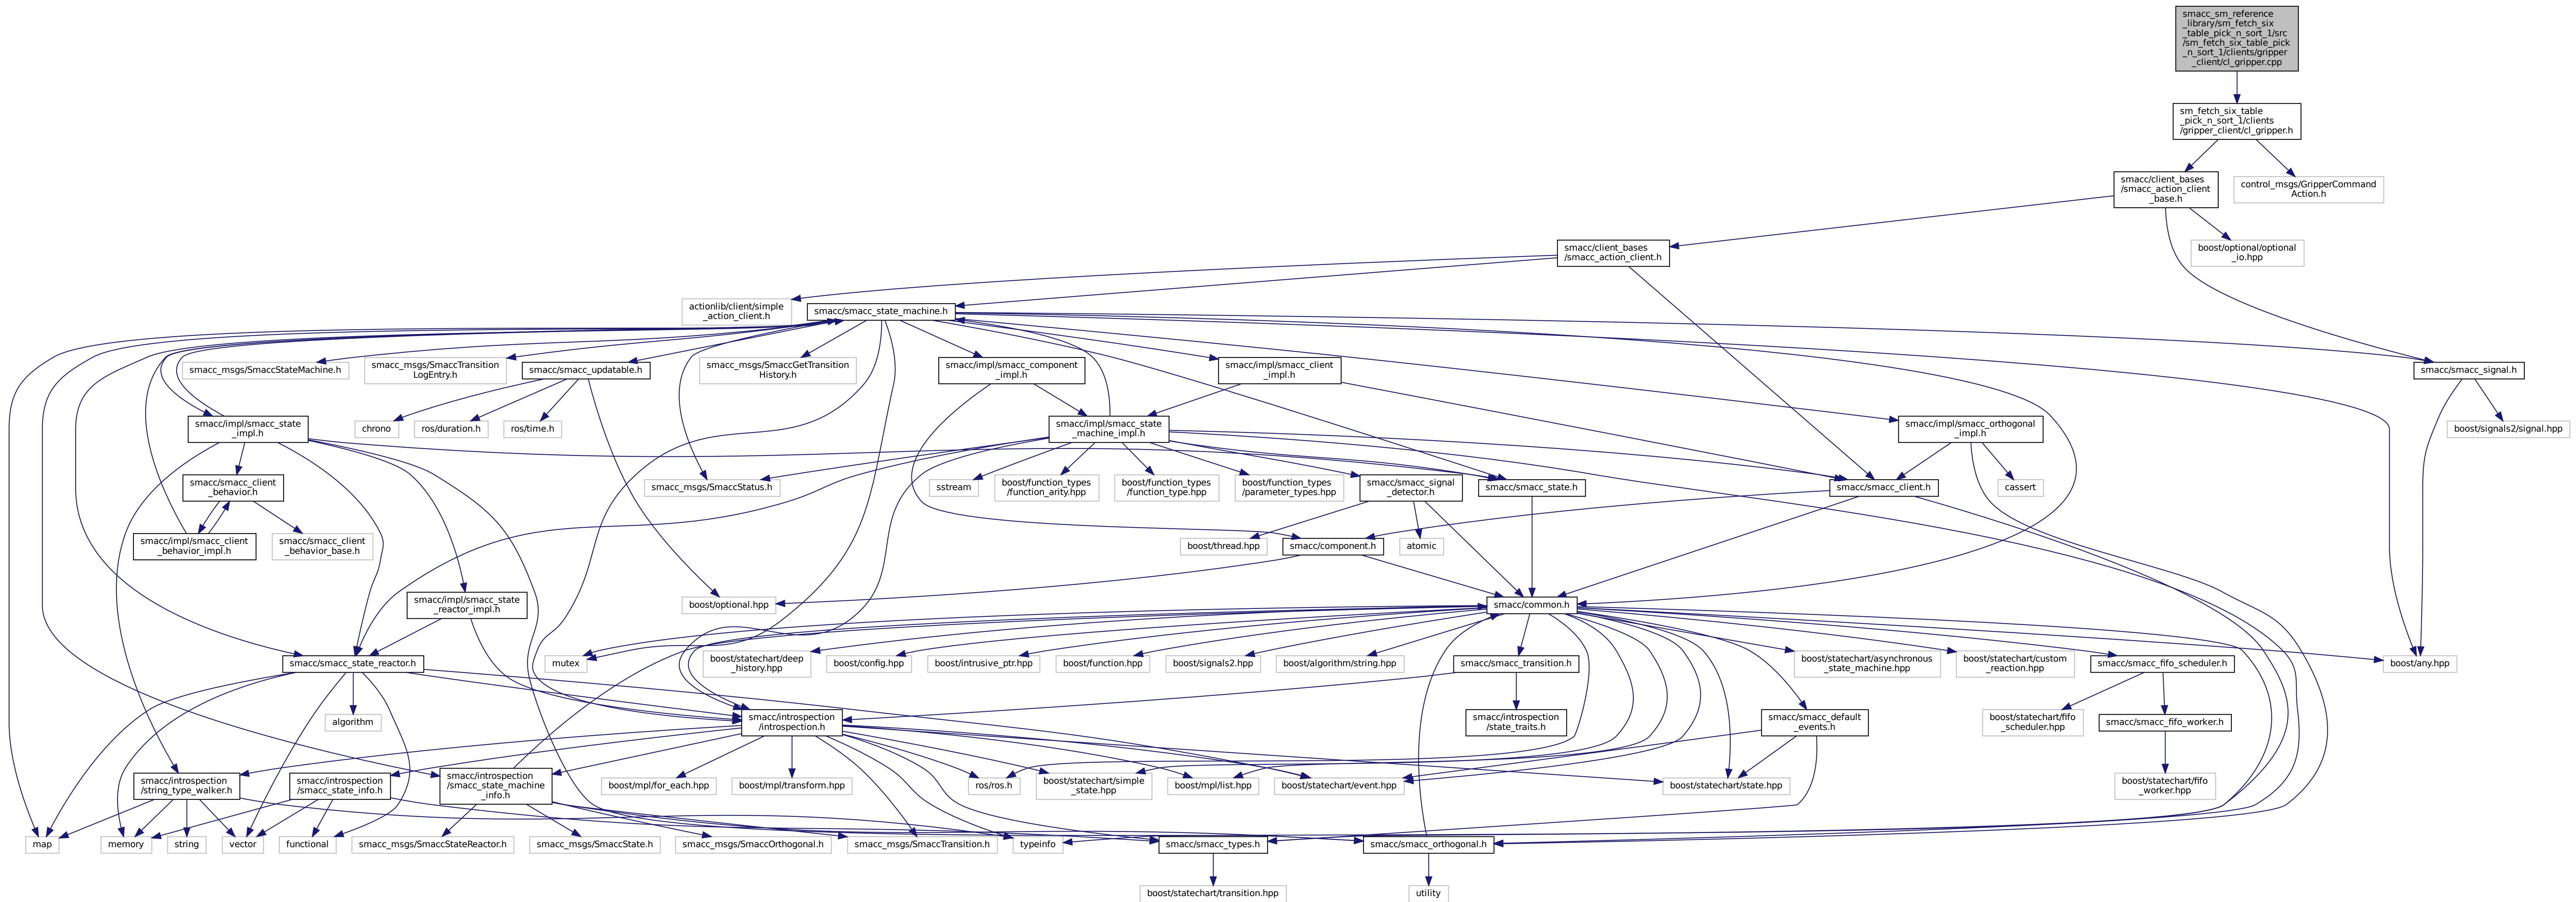 smacc_sm_reference
_library/sm_fetch_six
_table_pick_n_sort_1/src
/sm_fetch_six_table_pick
_n_sort_1/clients/gripper
_client/cl_gripper.cpp
sm_fetch_six_table
_pick_n_sort_1/clients
/gripper_client/cl_gripper.h
smacc/client_bases
/smacc_action_client
_base.h
control_msgs/GripperCommand
Action.h
smacc/client_bases
/smacc_action_client.h
boost/optional/optional
_io.hpp
actionlib/client/simple
_action_client.h
smacc/smacc_state_machine.h
smacc_msgs/SmaccStateMachine.h
smacc_msgs/SmaccTransition
LogEntry.h
smacc/smacc_updatable.h
smacc_msgs/SmaccGetTransition
History.h
smacc/impl/smacc_component
_impl.h
smacc/impl/smacc_client
_impl.h
smacc/smacc_signal.h
smacc/impl/smacc_state
_impl.h
chrono
ros/duration.h
ros/time.h
smacc/impl/smacc_state
_machine_impl.h
smacc/impl/smacc_orthogonal
_impl.h
boost/signals2/signal.hpp
smacc/smacc_client
_behavior.h
smacc_msgs/SmaccStatus.h
sstream
boost/function_types
/function_arity.hpp
boost/function_types
/function_type.hpp
boost/function_types
/parameter_types.hpp
smacc/smacc_signal
_detector.h
smacc/smacc_state.h
smacc/smacc_client.h
cassert
smacc/impl/smacc_client
_behavior_impl.h
smacc/smacc_client
_behavior_base.h
boost/thread.hpp
smacc/component.h
atomic
smacc/impl/smacc_state
_reactor_impl.h
boost/optional.hpp
smacc/common.h
smacc/smacc_state_reactor.h
mutex
boost/statechart/deep
_history.hpp
boost/config.hpp
boost/intrusive_ptr.hpp
boost/function.hpp
boost/signals2.hpp
boost/algorithm/string.hpp
smacc/smacc_transition.h
boost/statechart/asynchronous
_state_machine.hpp
boost/statechart/custom
_reaction.hpp
smacc/smacc_fifo_scheduler.h
boost/any.hpp
algorithm
smacc/introspection
/introspection.h
smacc/introspection
/state_traits.h
smacc/smacc_default
_events.h
boost/statechart/fifo
_scheduler.hpp
smacc/smacc_fifo_worker.h
smacc/introspection
/string_type_walker.h
smacc/introspection
/smacc_state_info.h
smacc/introspection
/smacc_state_machine
_info.h
boost/mpl/for_each.hpp
boost/mpl/transform.hpp
ros/ros.h
boost/statechart/simple
_state.hpp
boost/mpl/list.hpp
boost/statechart/event.hpp
boost/statechart/state.hpp
boost/statechart/fifo
_worker.hpp
map
memory
string
vector
functional
smacc_msgs/SmaccStateReactor.h
smacc_msgs/SmaccState.h
smacc_msgs/SmaccOrthogonal.h
smacc_msgs/SmaccTransition.h
typeinfo
smacc/smacc_types.h
smacc/smacc_orthogonal.h
boost/statechart/transition.hpp
utility